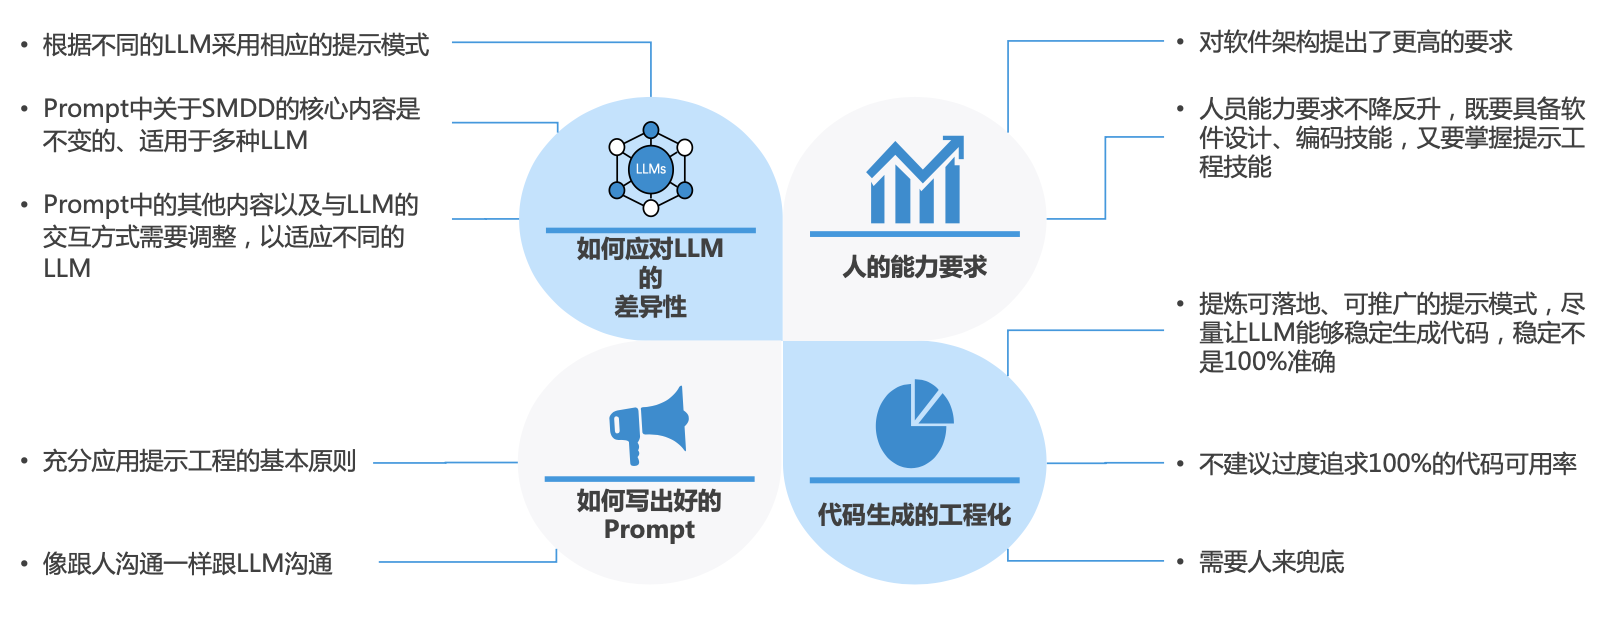 • 根据不同的LLM采用相应的提示模式
• Prompt中关于SMDD的核心内容是
不变的、适用于多种LLM
• Prompt中的其他内容以及与LLM的
交互方式需要调整，以适应不同的
LLM
LLMs
如何应对LLM
的
差异性
• 对软件架构提出了更高的要求
• 人员能力要求不降反升，既要具备软
件设计、编码技能，又要掌握提示工
程技能
人的能力要求
• 充分应用提示工程的基本原则
• 像跟人沟通一样跟LLM沟通
如何写出好的
Prompt
• 提炼可落地、可推广的提示模式，尽
量让LLM能够稳定生成代码，稳定不
是100%准确
• 不建议过度追求100%的代码可用率
• 需要人来兜底
代码生成的工程化